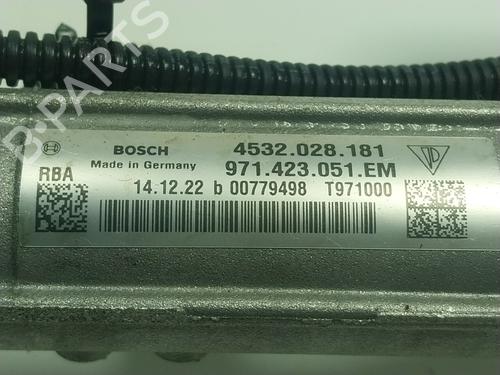 BOSCH 4532.028.181
Made in Germany 971.423.051.EM
RBA 14.12.22 b 00779498 T971000
B-Parts